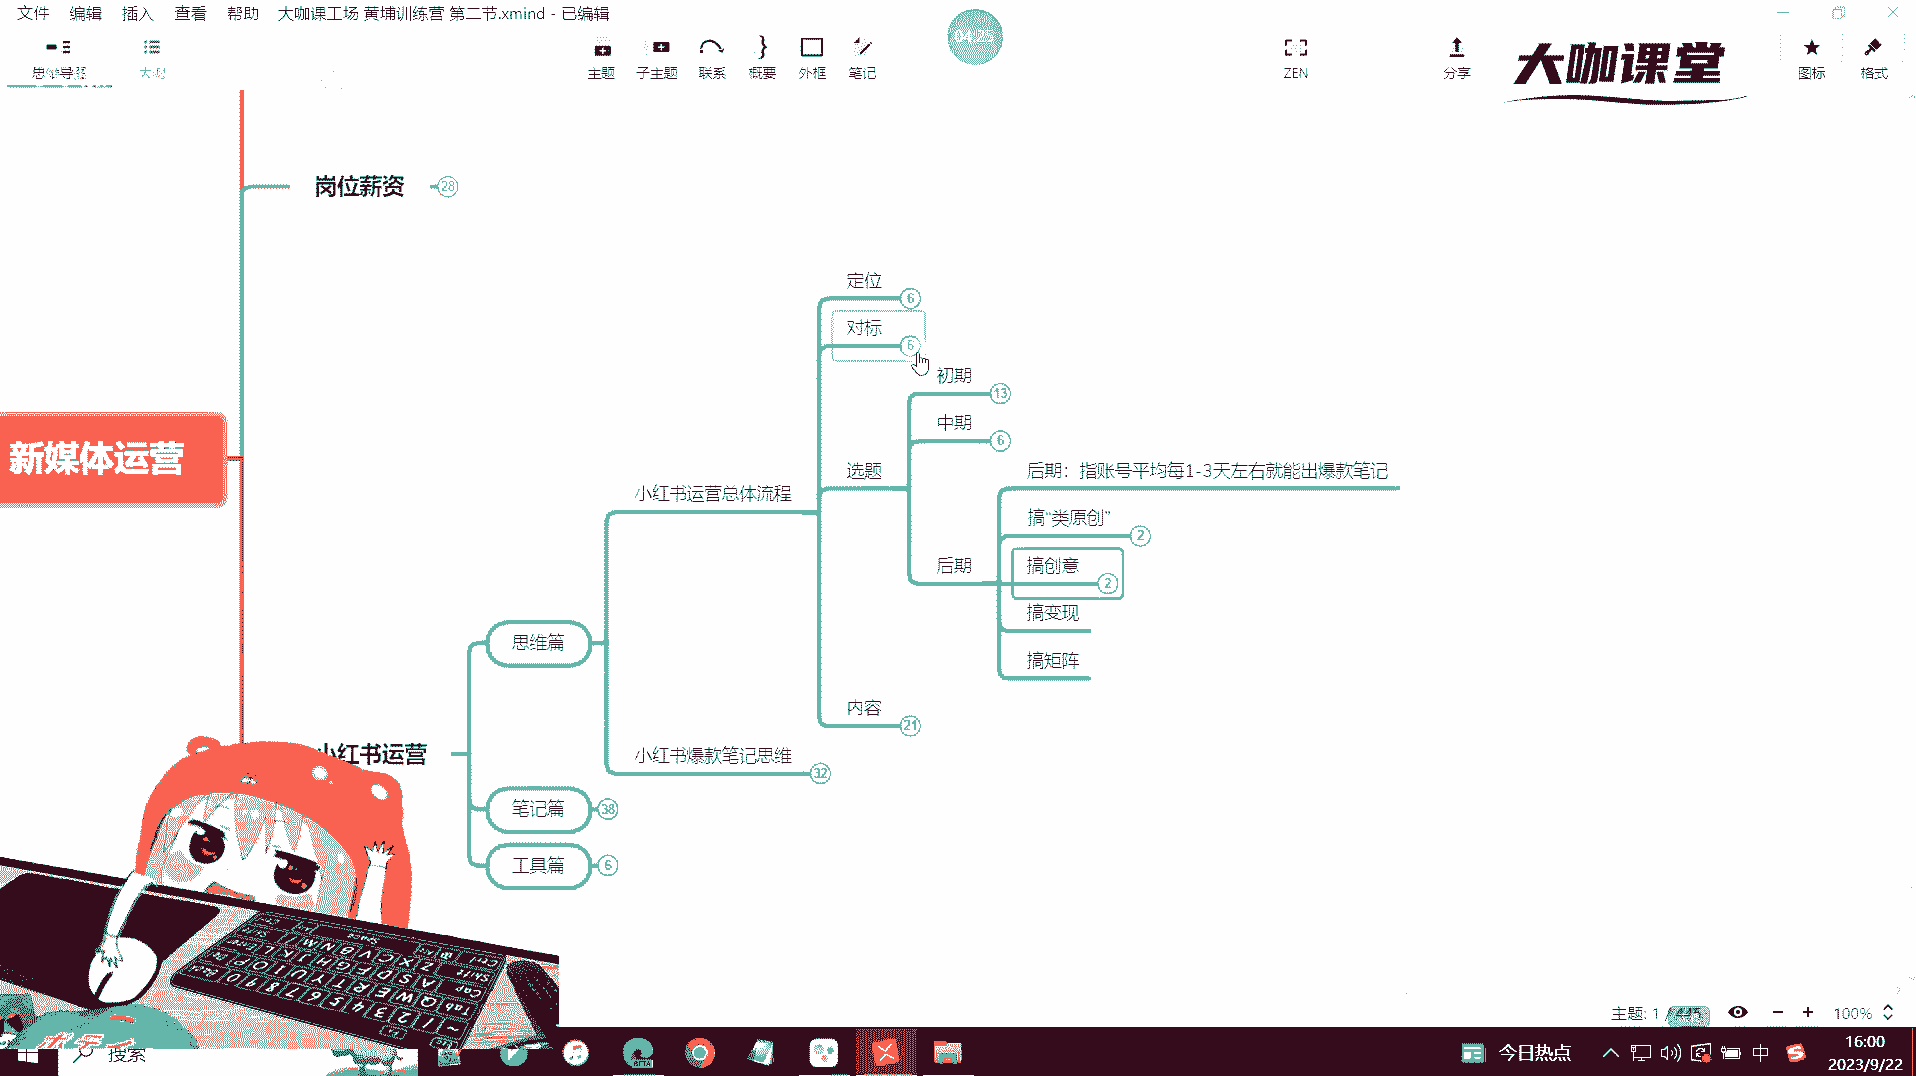 文件 编辑 插入 查看 帮助 大咖课工场 黄埔训练营 第二节.xmind - 已编辑
思维导图 大纲 主题 子主题 联系 概要 外框 笔记 04:25 ZEN 分享 大咖课堂 图标 格式
岗位薪资 28
定位 6
对标 6
初期 13
中期 6
选题
后期：指账号平均每1-3天左右就能出爆款笔记
小红书运营总体流程
搞“类原创” 2
后期
搞创意 2
搞变现
搞矩阵
新媒体运营
思维篇
内容 21
小红书运营
小红书爆款笔记思维 32
笔记篇 38
工具篇 6
主题: 1 / 445 100%
搜索
BETA
今日热点
中
16:00
2023/9/22